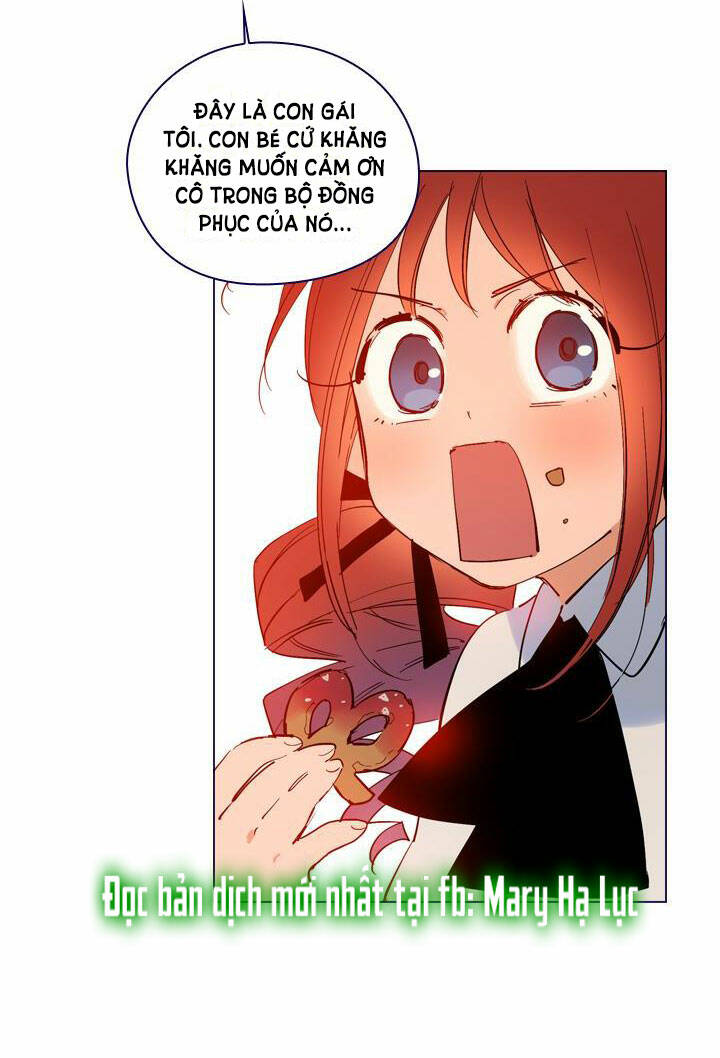 ĐÂY LÀ CON GÁI
TÔI. CON BÉ CỨ KHĂNG
KHĂNG MUỐN CẢM ƠN
CÔ TRONG BỘ ĐỒNG
PHỤC CỦA NÓ...
Đọc bản dịch mới nhất tại fb: Mary Hạ Lục